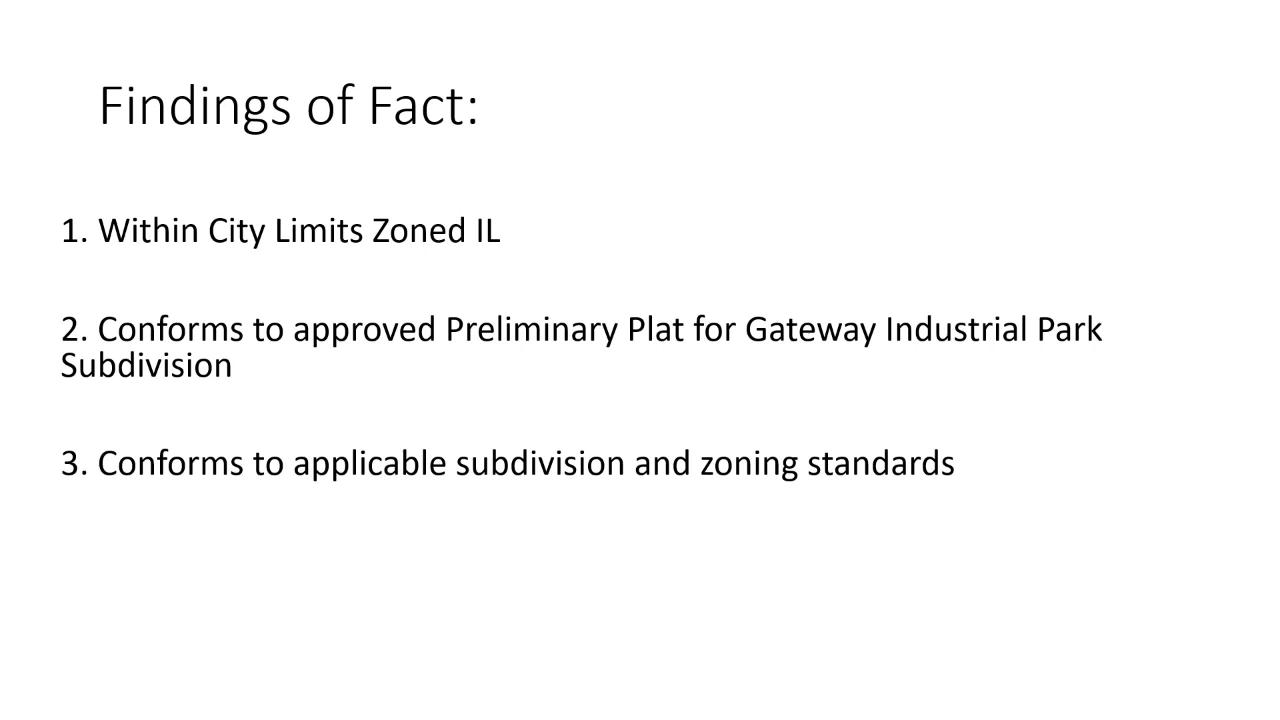 Findings of Fact:
1. Within City Limits Zoned IL
2. Conforms to approved Preliminary Plat for Gateway Industrial Park
Subdivision
3. Conforms to applicable subdivision and zoning standards